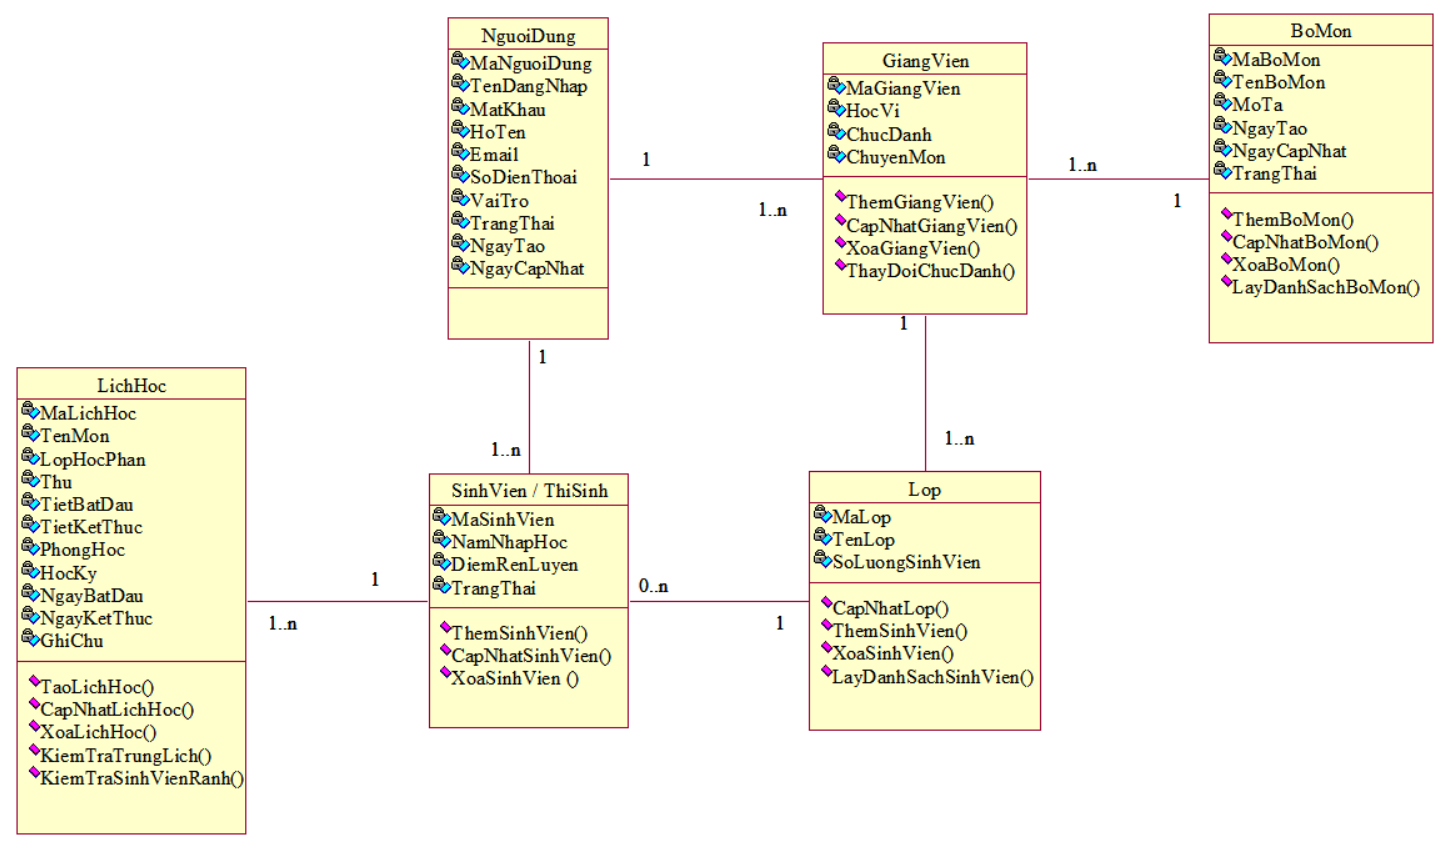 NguoiDung
MaNguoiDung
TenDangNhap
MatKhau
HoTen
Email
SoDienThoai
VaiTro
TrangThai
NgayTao
NgayCapNhat
1
1..n
GiangVien
MaGiangVien
HocVi
ChucDanh
ChuyenMon
ThemGiangVien()
CapNhatGiangVien()
XoaGiangVien()
ThayDoiChucDanh()
1..n
1
BoMon
MaBoMon
TenBoMon
MoTa
NgayTao
NgayCapNhat
TrangThai
ThemBoMon()
CapNhatBoMon()
XoaBoMon()
LayDanhSachBoMon()
1
1..n
1
1..n
LichHoc
MaLichHoc
TenMon
LopHocPhan
Thu
TietBatDau
TietKetThuc
PhongHoc
HocKy
NgayBatDau
NgayKetThuc
GhiChu
TaoLichHoc()
CapNhatLichHoc()
XoaLichHoc()
KiemTraTrungLich()
KiemTraSinhVienRanh()
1
1..n
SinhVien / ThiSinh
MaSinhVien
NamNhapHoc
DiemRenLuyen
TrangThai
ThemSinhVien()
CapNhatSinhVien()
XoaSinhVien ()
0..n
1
Lop
MaLop
TenLop
SoLuongSinhVien
CapNhatLop()
ThemSinhVien()
XoaSinhVien()
LayDanhSachSinhVien()